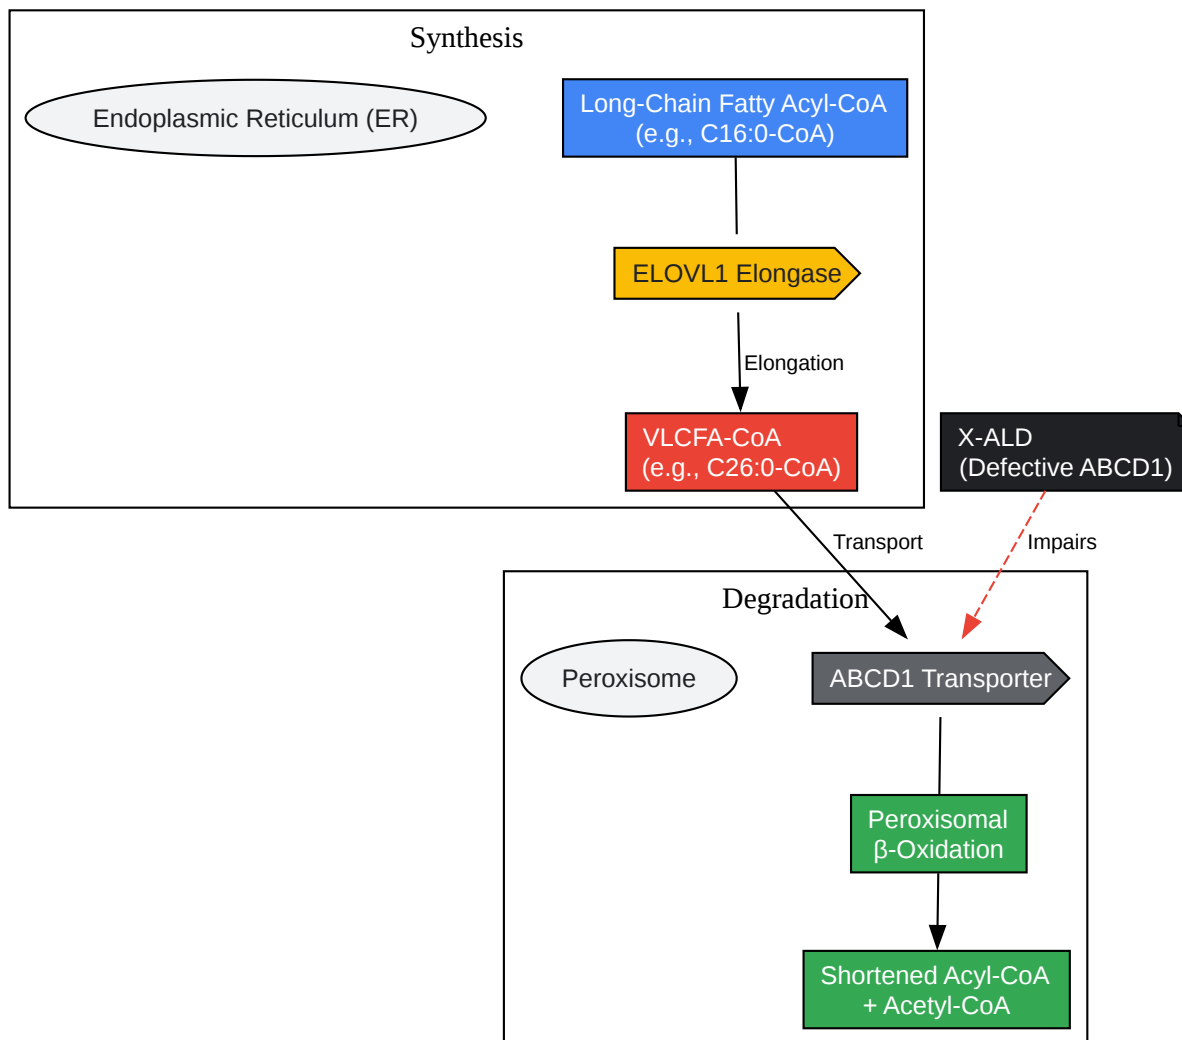 Synthesis
Endoplasmic Reticulum (ER)
Long-Chain Fatty Acyl-CoA
(e.g., C16:0-CoA)
ELOVL1 Elongase
Elongation
VLCFA-CoA
(e.g., C26:0-CoA)
X-ALD
(Defective ABCD1)
Transport
Impairs
Degradation
Peroxisome
ABCD1 Transporter
Peroxisomal
β-Oxidation
Shortened Acyl-CoA
+ Acetyl-CoA